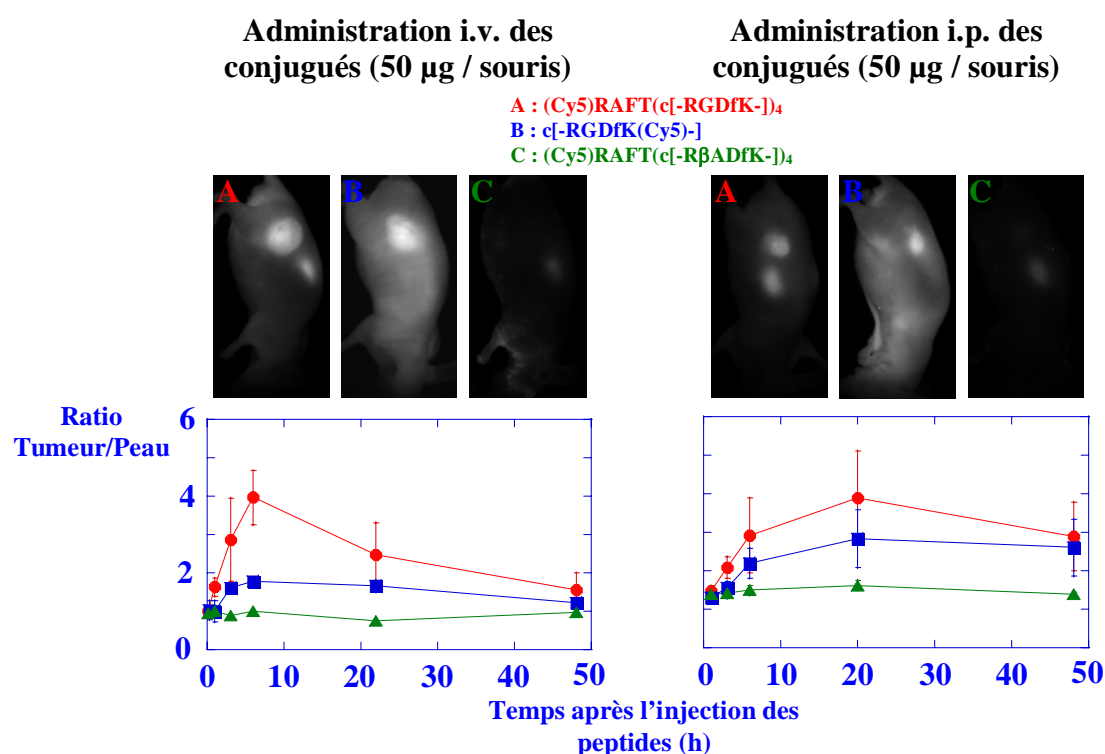 Administration i.v. des
conjugués (50 µg / souris)
Administration i.p. des
conjugués (50 µg / souris)
A : (Cy5)RAFT(c[-RGDfK-])₄
B : c[-RGDfK(Cy5)-]
C : (Cy5)RAFT(c[-RβADfK-])₄
A B C
A B C
Ratio
Tumeur/Peau
6
4
2
0
0 10 20 30 40 50
0 10 20 30 40 50
Temps après l'injection des
peptides (h)